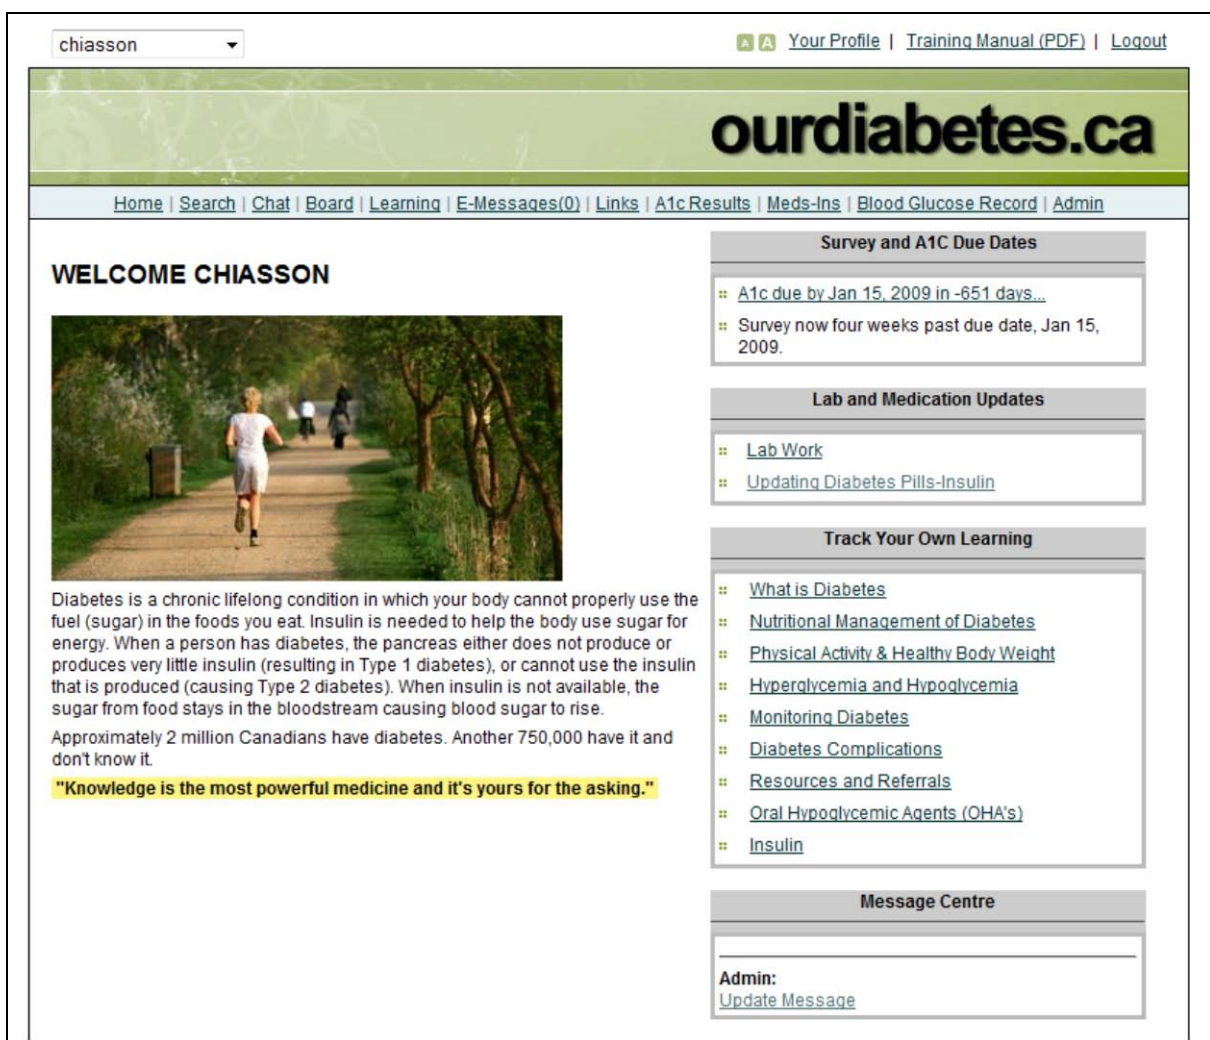 chiasson
A A Your Profile | Training Manual (PDF) | Logout
ourdiabetes.ca
Home | Search | Chat | Board | Learning | E-Messages(0) | Links | A1c Results | Meds-Ins | Blood Glucose Record | Admin
WELCOME CHIASSON
Diabetes is a chronic lifelong condition in which your body cannot properly use the
fuel (sugar) in the foods you eat. Insulin is needed to help the body use sugar for
energy. When a person has diabetes, the pancreas either does not produce or
produces very little insulin (resulting in Type 1 diabetes), or cannot use the insulin
that is produced (causing Type 2 diabetes). When insulin is not available, the
sugar from food stays in the bloodstream causing blood sugar to rise.
Approximately 2 million Canadians have diabetes. Another 750,000 have it and
don't know it.
"Knowledge is the most powerful medicine and it's yours for the asking."
Survey and A1C Due Dates
A1c due by Jan 15, 2009 in -651 days...
Survey now four weeks past due date, Jan 15,
2009.
Lab and Medication Updates
Lab Work
Updating Diabetes Pills-Insulin
Track Your Own Learning
What is Diabetes
Nutritional Management of Diabetes
Physical Activity & Healthy Body Weight
Hyperglycemia and Hypoglycemia
Monitoring Diabetes
Diabetes Complications
Resources and Referrals
Oral Hypoglycemic Agents (OHA's)
Insulin
Message Centre
Admin:
Update Message